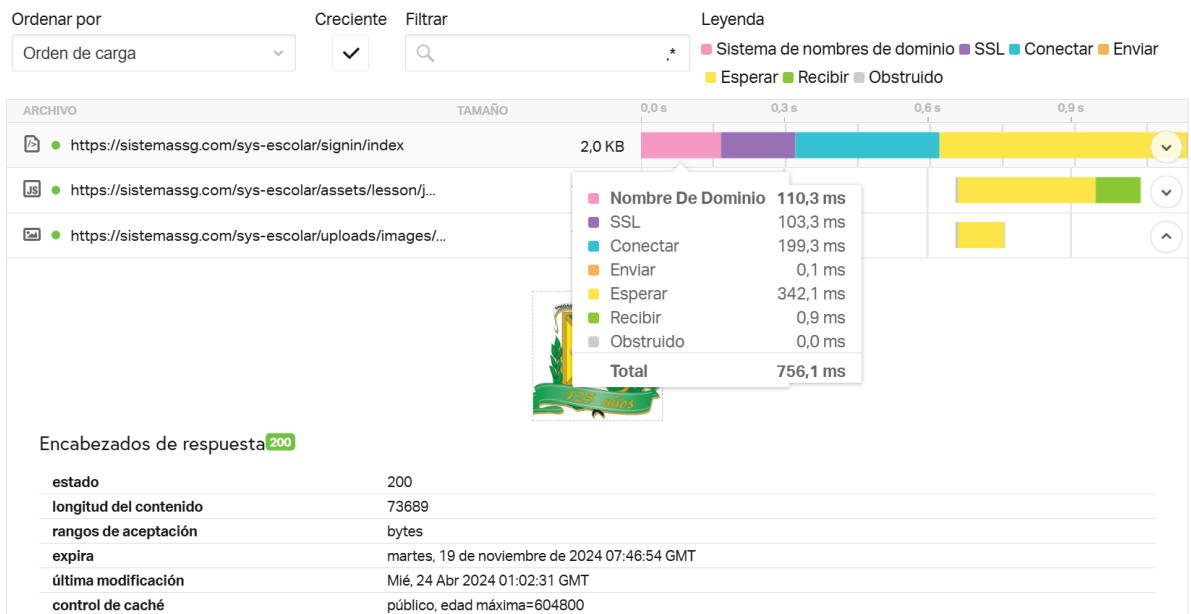 Ordenar por Creciente Filtrar Leyenda
Orden de carga .* Sistema de nombres de dominio SSL Conectar Enviar
Esperar Recibir Obstruido
ARCHIVO TAMAÑO 0,0 s 0,3 s 0,6 s 0,9 s
https://sistemassg.com/sys-escolar/signin/index 2,0 KB
JS https://sistemassg.com/sys-escolar/assets/lesson/j...
https://sistemassg.com/sys-escolar/uploads/images/...
Nombre De Dominio 110,3 ms
SSL 103,3 ms
Conectar 199,3 ms
Enviar 0,1 ms
Esperar 342,1 ms
Recibir 0,9 ms
Obstruido 0,0 ms
Total 756,1 ms
125 años
Encabezados de respuesta 200
estado 200
longitud del contenido 73689
rangos de aceptación bytes
expira martes, 19 de noviembre de 2024 07:46:54 GMT
última modificación Mié, 24 Abr 2024 01:02:31 GMT
control de caché público, edad máxima=604800